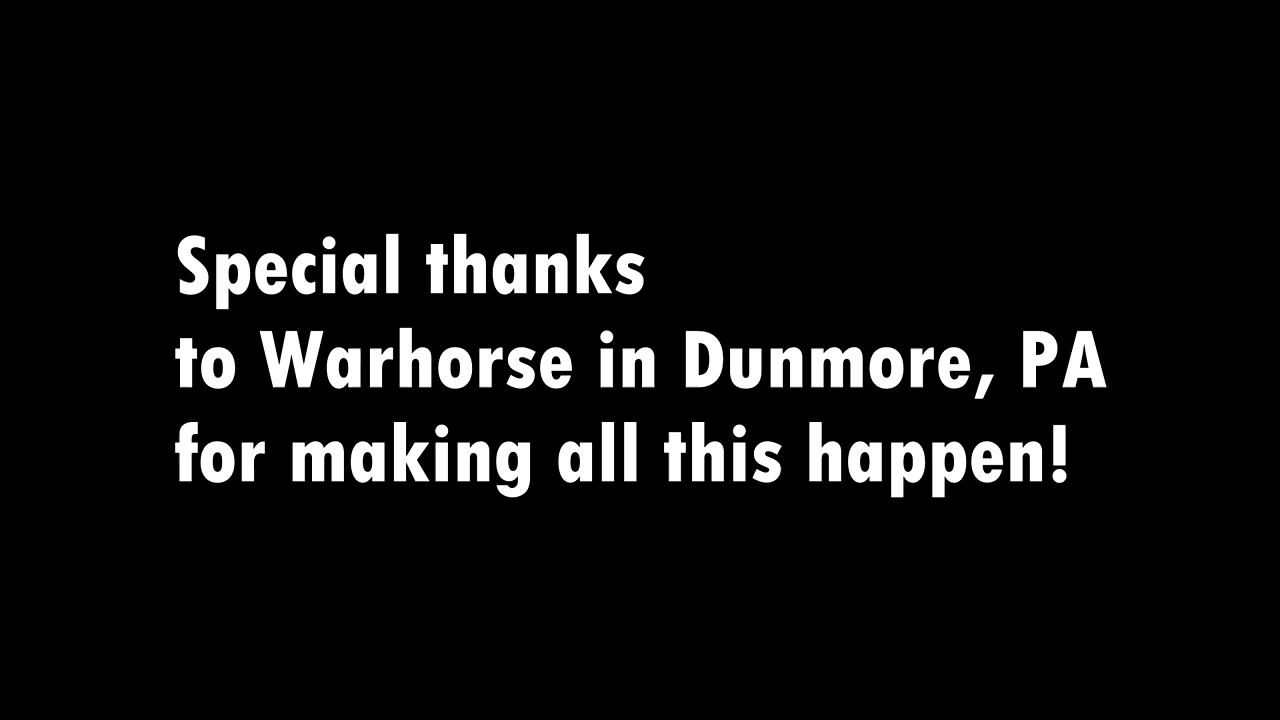 Special thanks
to Warhorse in Dunmore, PA
for making all this happen!